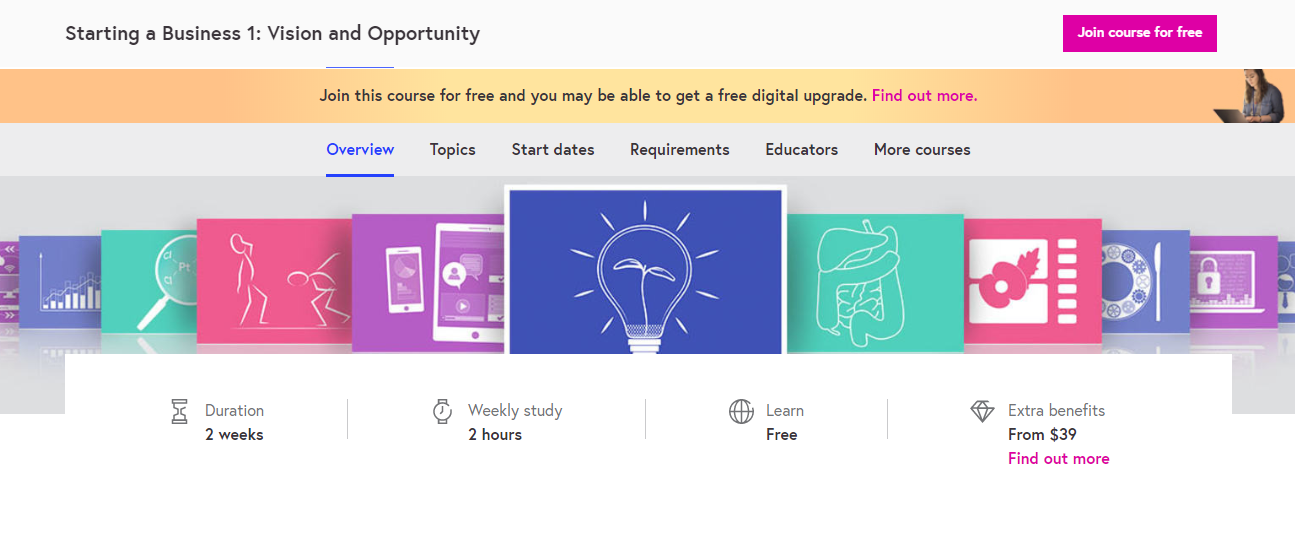 Starting a Business 1: Vision and Opportunity
Join course for free
Join this course for free and you may be able to get a free digital upgrade. Find out more.
Overview
Topics
Start dates
Requirements
Educators
More courses
Pt
Duration
2 weeks
Weekly study
2 hours
Learn
Free
Extra benefits
From $39
Find out more